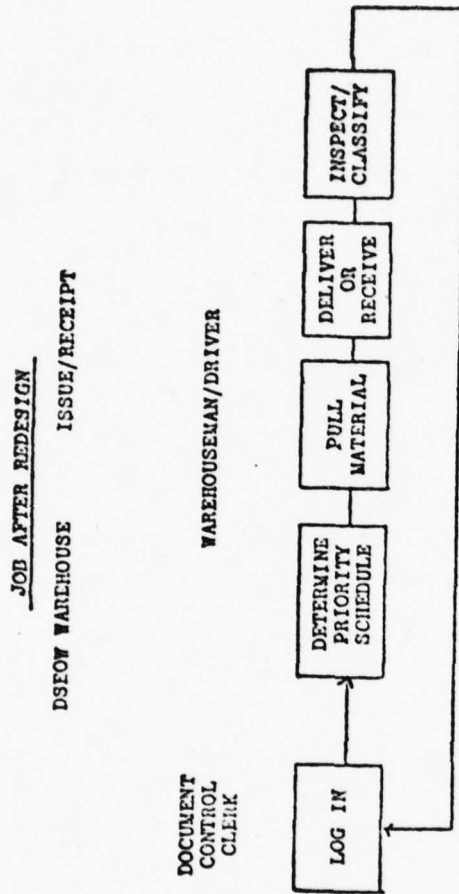 JOB AFTER REDESIGN
DSEOW WAREHOUSE ISSUE/RECEIPT
DOCUMENT
CONTROL
CLERK
WAREHOUSEMAN/DRIVER
LOG IN
DETERMINE
PRIORITY
SCHEDULE
PULL
MATERIAL
DELIVER
OR
RECEIVE
INSPECT/
CLASSIFY